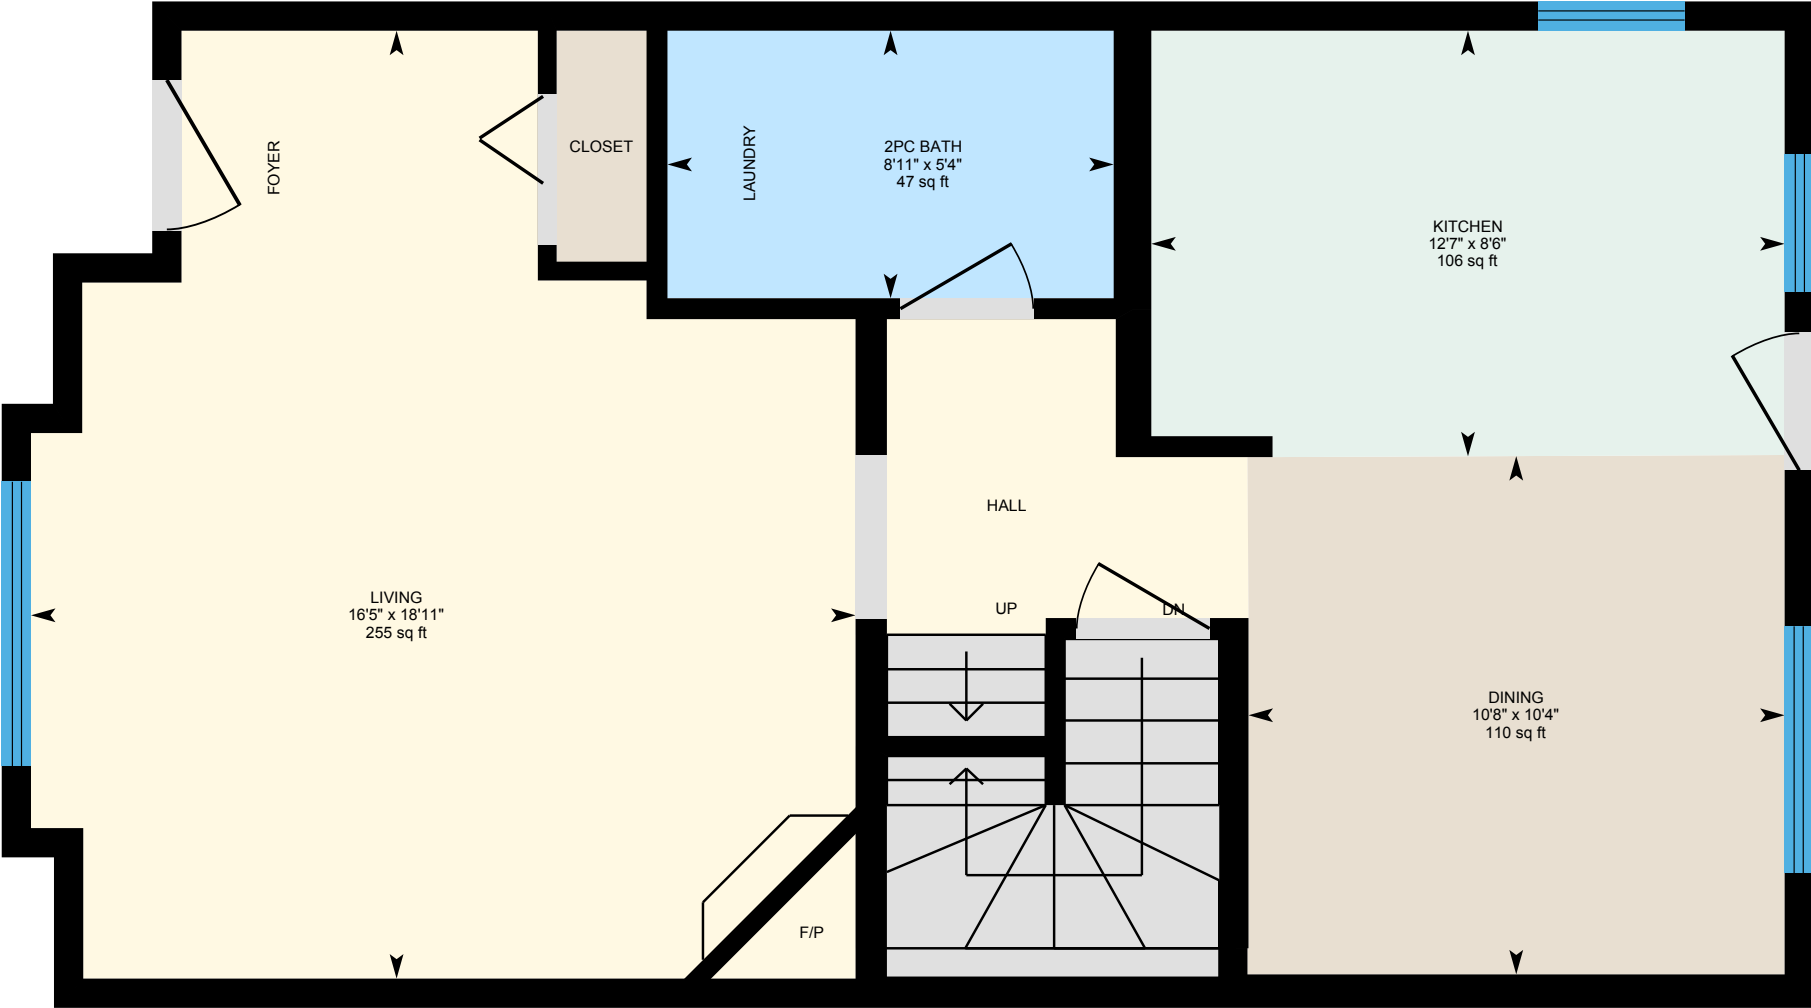 FOYER
CLOSET
LAUNDRY
2PC BATH
8'11" x 5'4"
47 sq ft
KITCHEN
12'7" x 8'6"
106 sq ft
HALL
LIVING
16'5" x 18'11"
255 sq ft
UP
DN
DINING
10'8" x 10'4"
110 sq ft
F/P